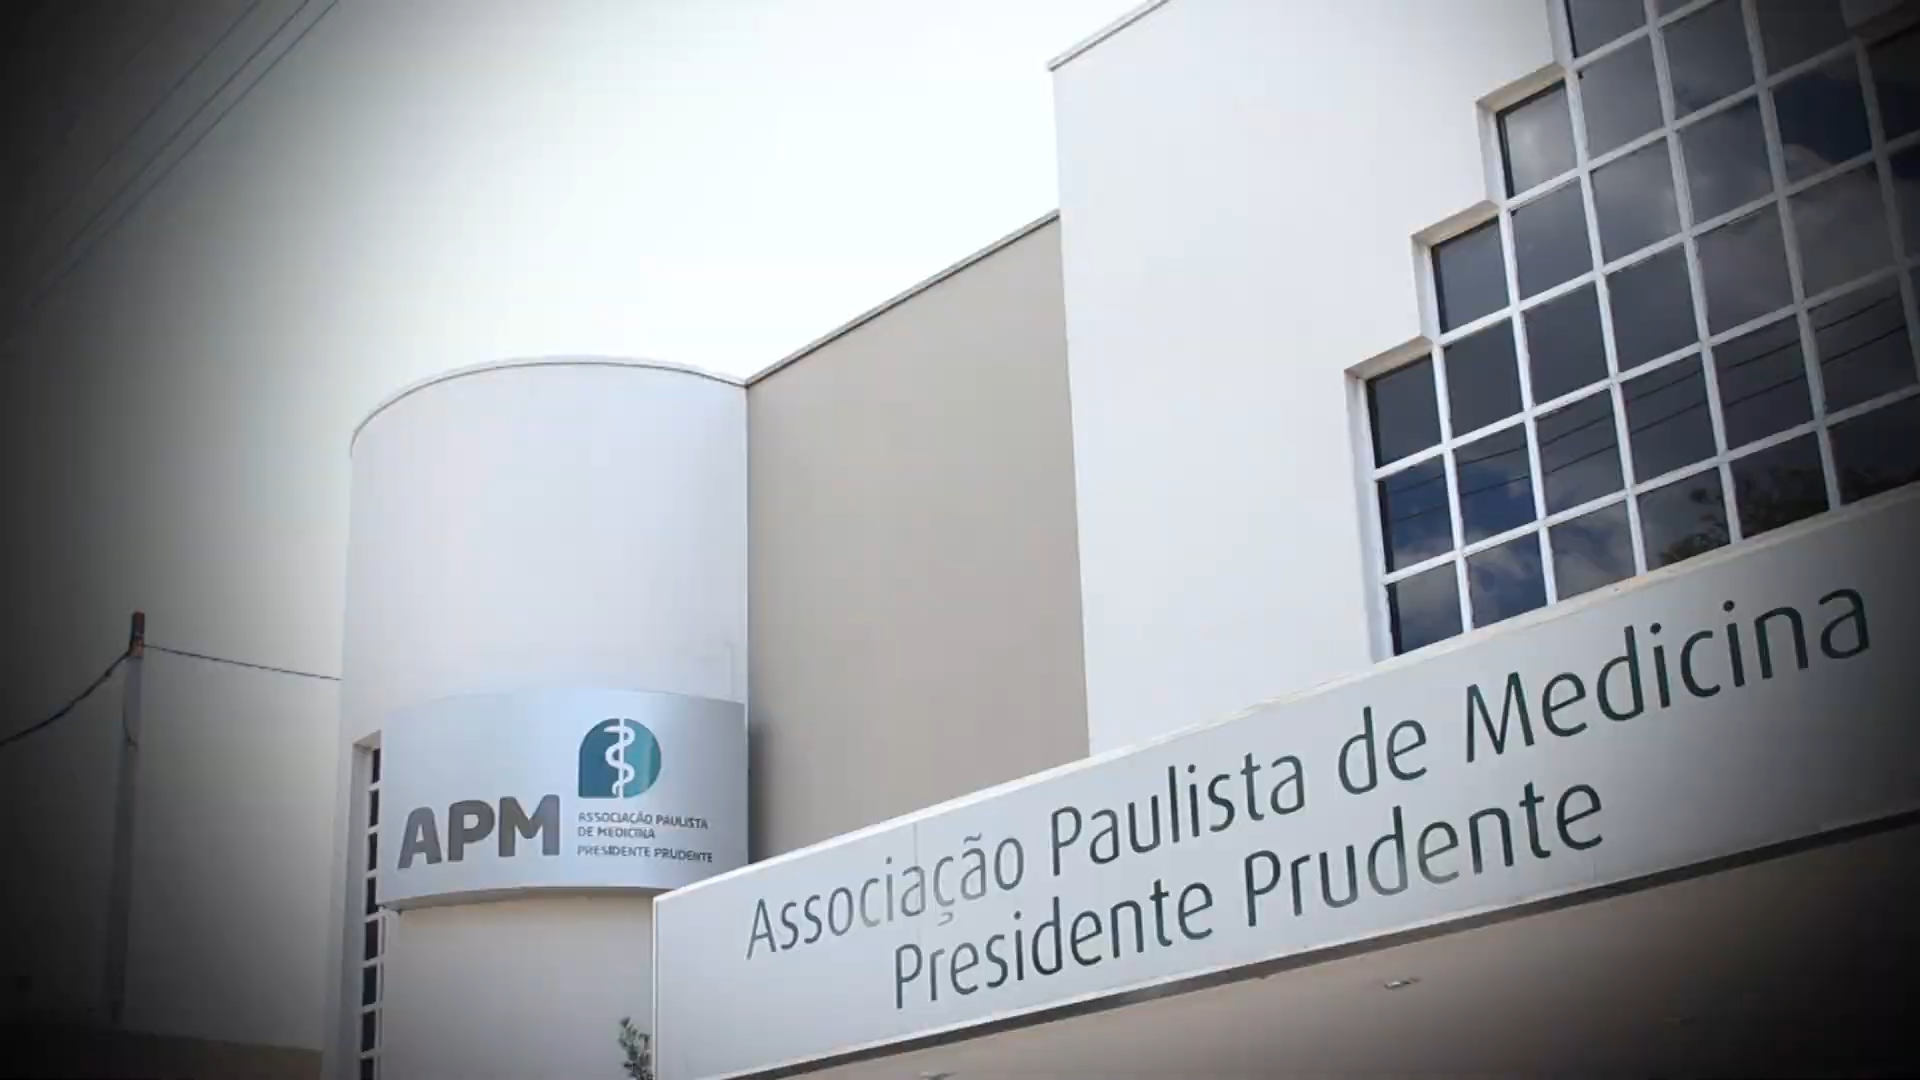 APM
ASSOCIAÇÃO PAULISTA
DE MEDICINA
PRESIDENTE PRUDENTE
Associação Paulista de Medicina
Presidente Prudente